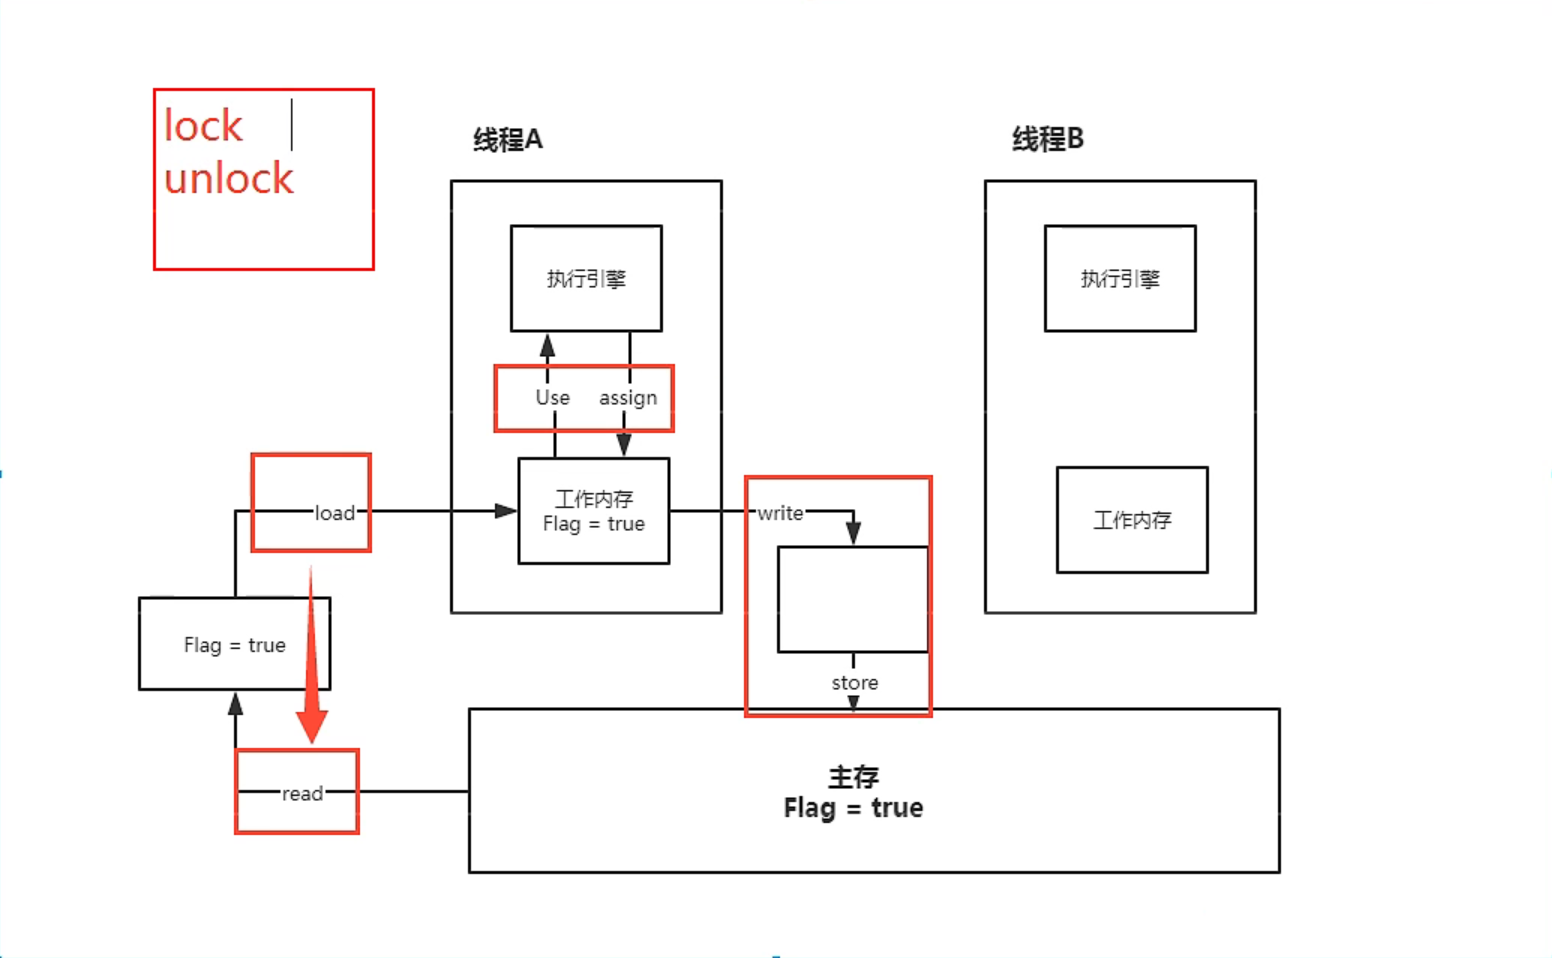 lock
unlock
线程A
线程B
执行引擎
执行引擎
Use
assign
工作内存
Flag = true
工作内存
load
write
Flag = true
store
read
主存
Flag = true